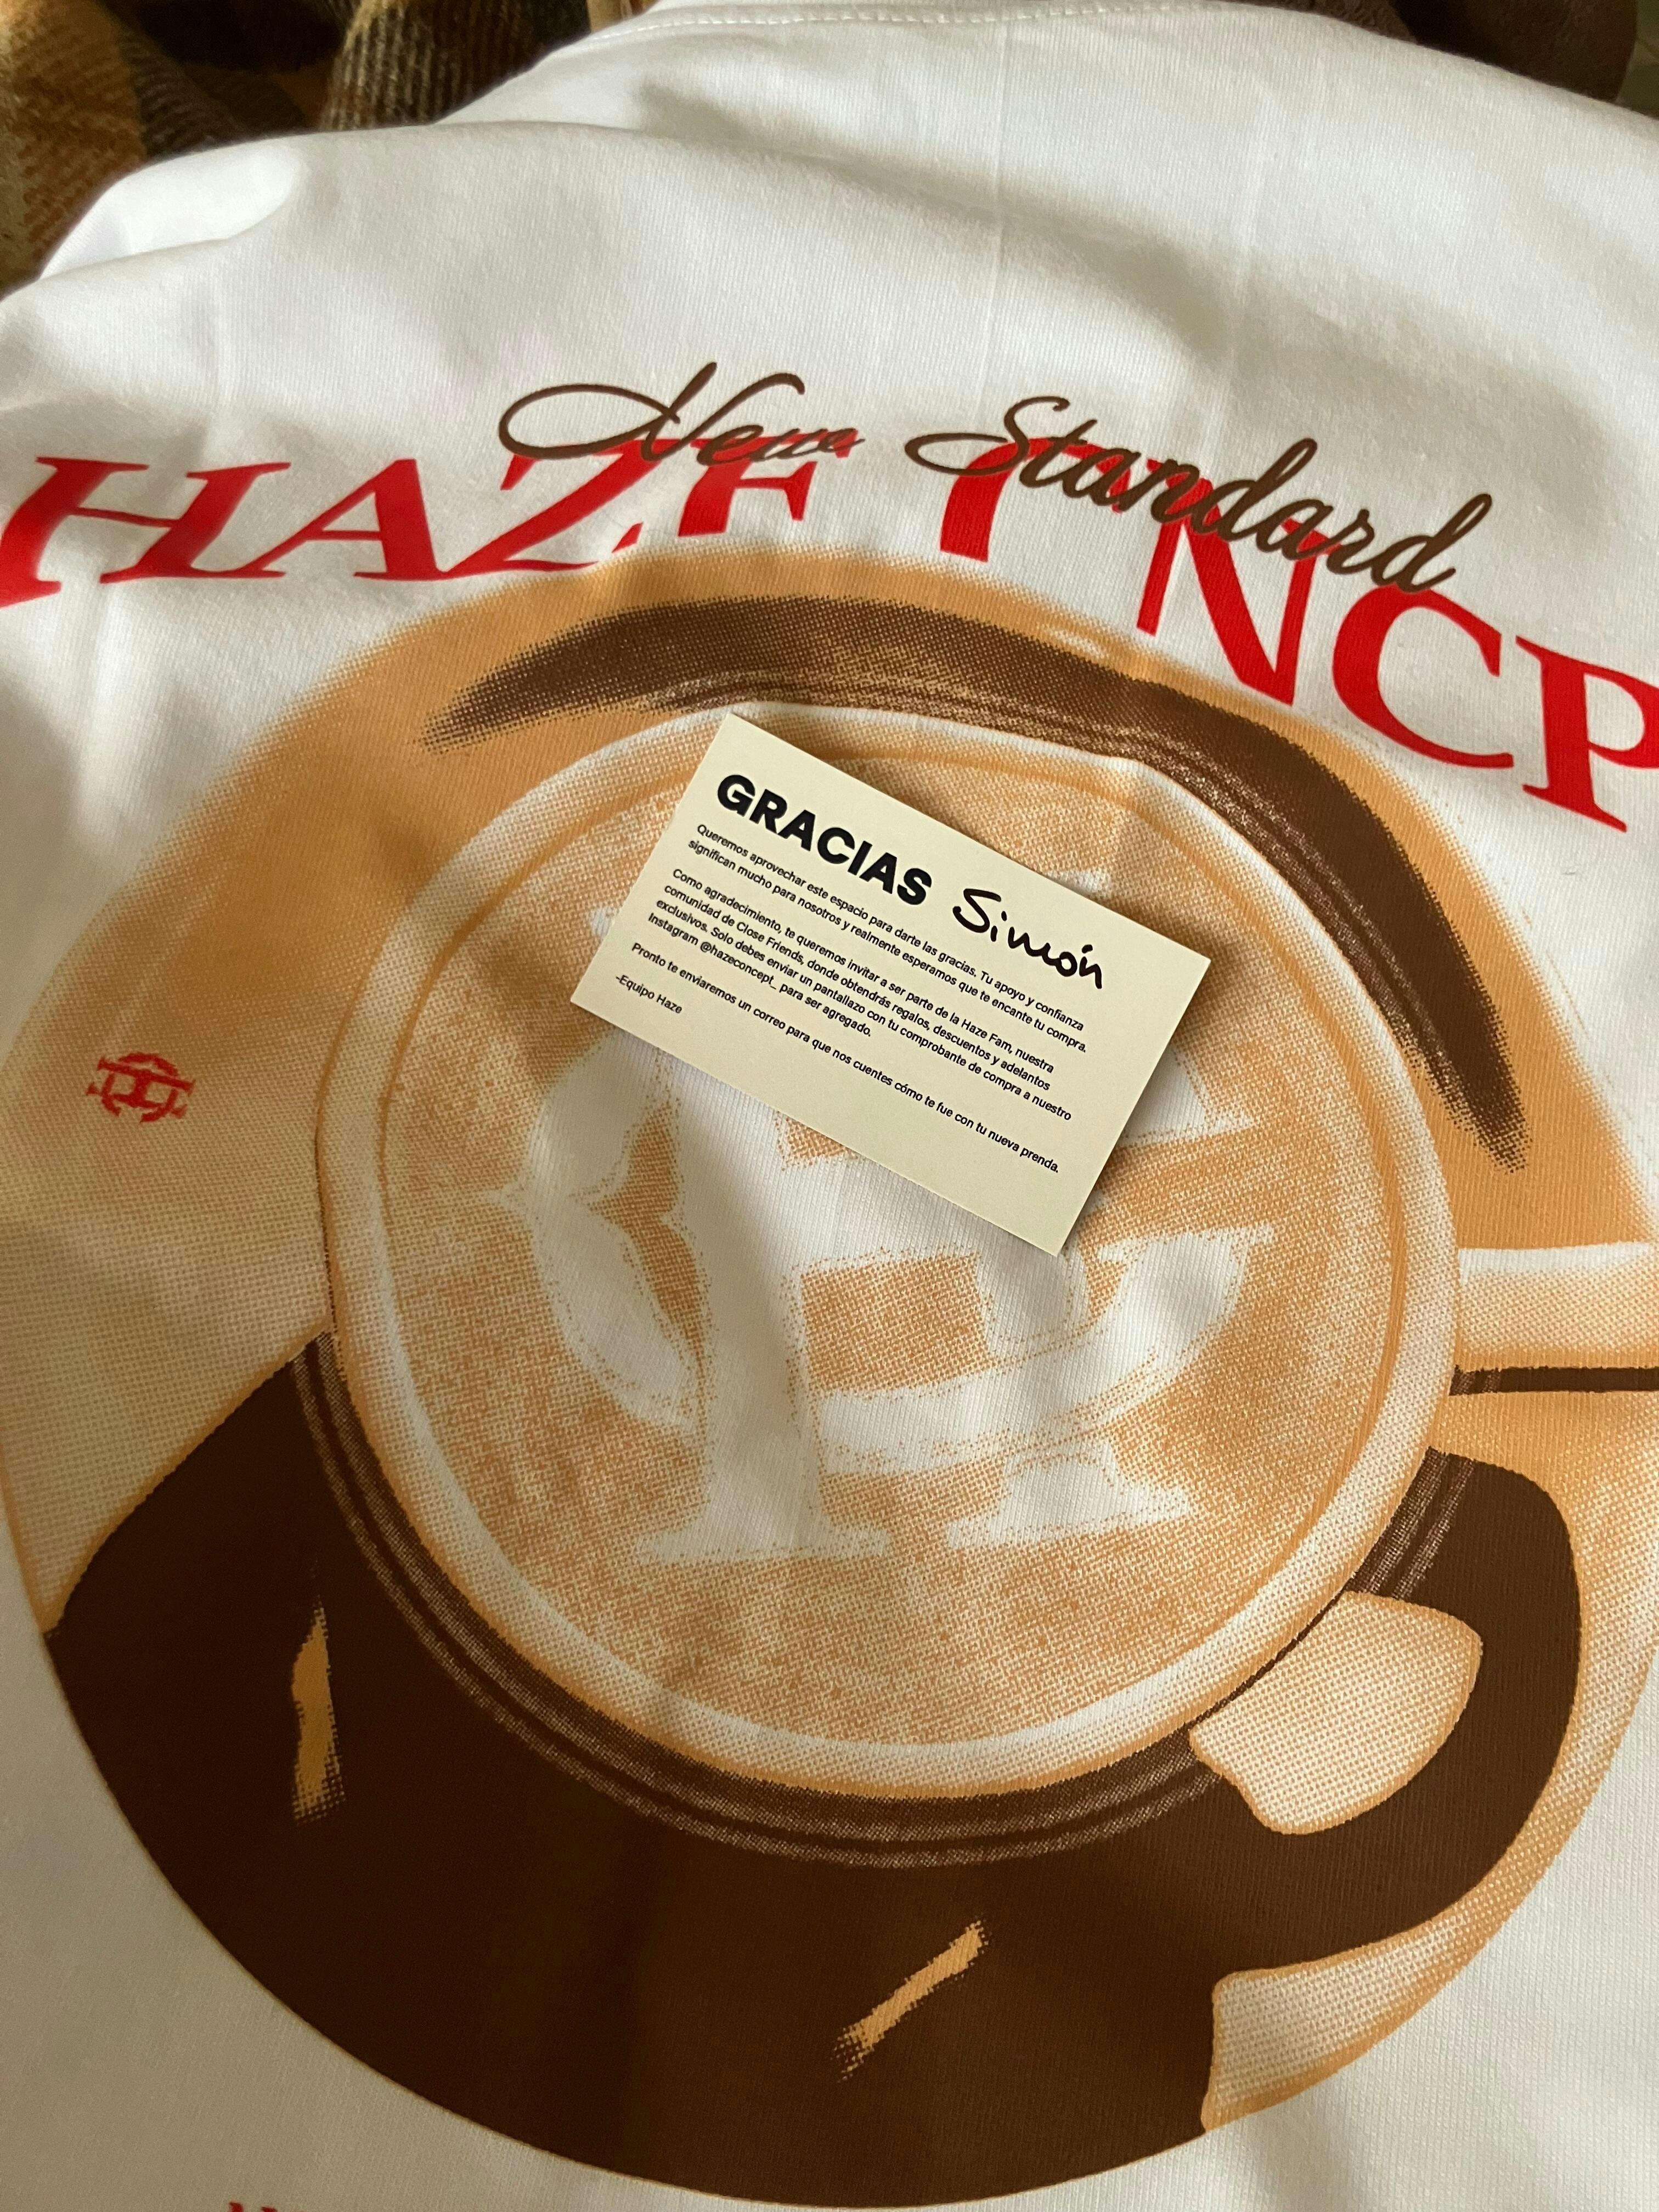 New Standard
HAZE CNCP
GRACIAS Simón
Queremos aprovechar este espacio para darte las gracias. Tu apoyo y confianza
significan mucho para nosotros y realmente esperamos que te encante tu compra.
Como agradecimiento, te queremos invitar a ser parte de la Haze Fam, nuestra
comunidad de Close Friends, donde obtendrás regalos, descuentos y adelantos
exclusivos. Solo debes enviar un pantallazo con tu comprobante de compra a nuestro
Instagram @hazeconcept_ para ser agregado.
Pronto te enviaremos un correo para que nos cuentes cómo te fue con tu nueva prenda.
-Equipo Haze